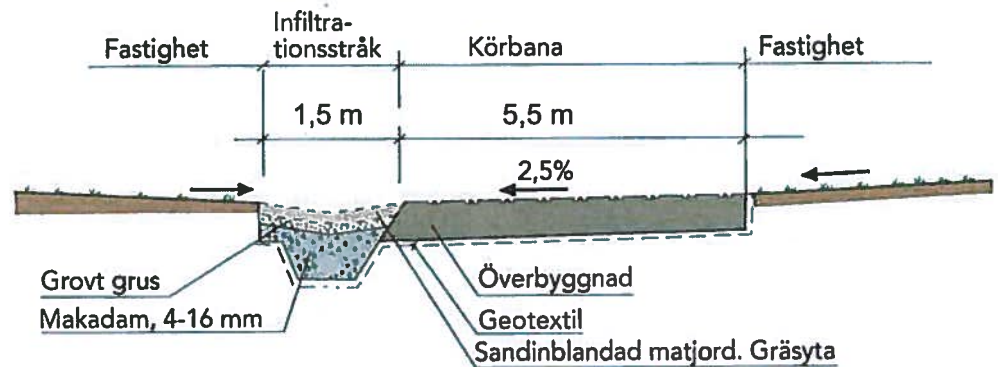 Fastighet
Infiltra-
tionsstråk
Körbana
Fastighet
1,5 m
5,5 m
2,5%
Grovt grus
Makadam, 4-16 mm
Överbyggnad
Geotextil
Sandinblandad matjord. Gräsyta